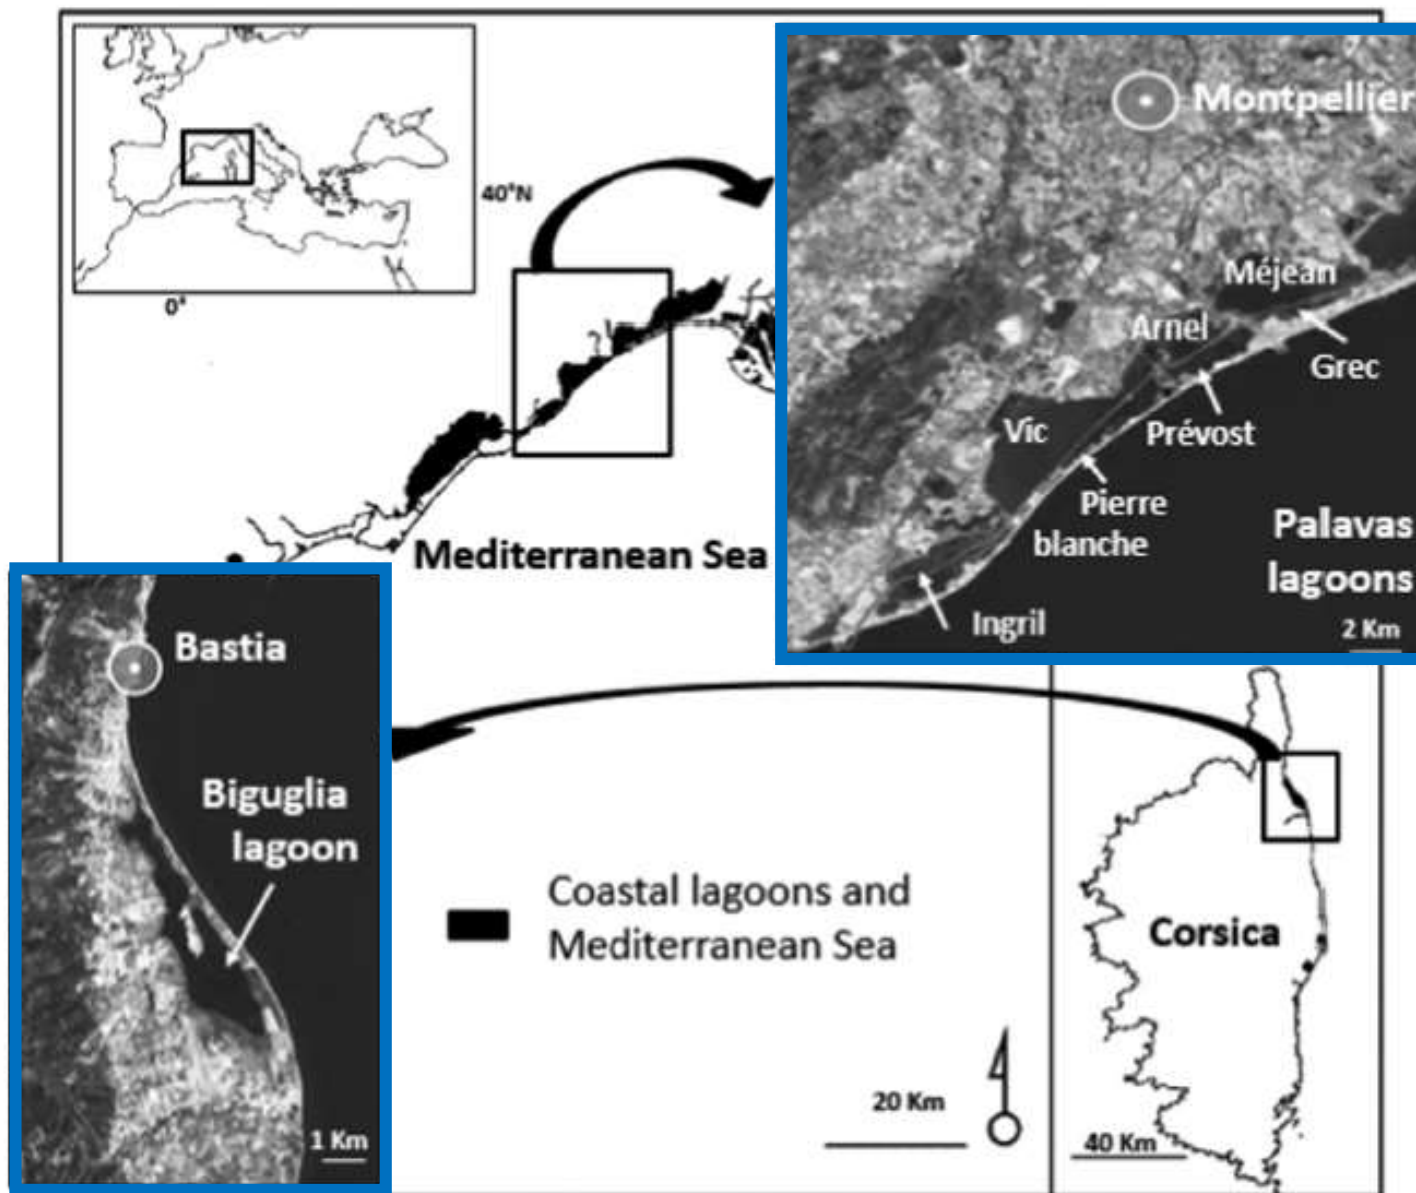 40°N
0°
Montpellier
Méjean
Arnel
Grec
Vic
Prévost
Pierre
blanche
Ingril
Palavas
lagoons
2 Km
Mediterranean Sea
Bastia
Biguglia
lagoon
1 Km
Coastal lagoons and
Mediterranean Sea
20 Km
Corsica
40 Km